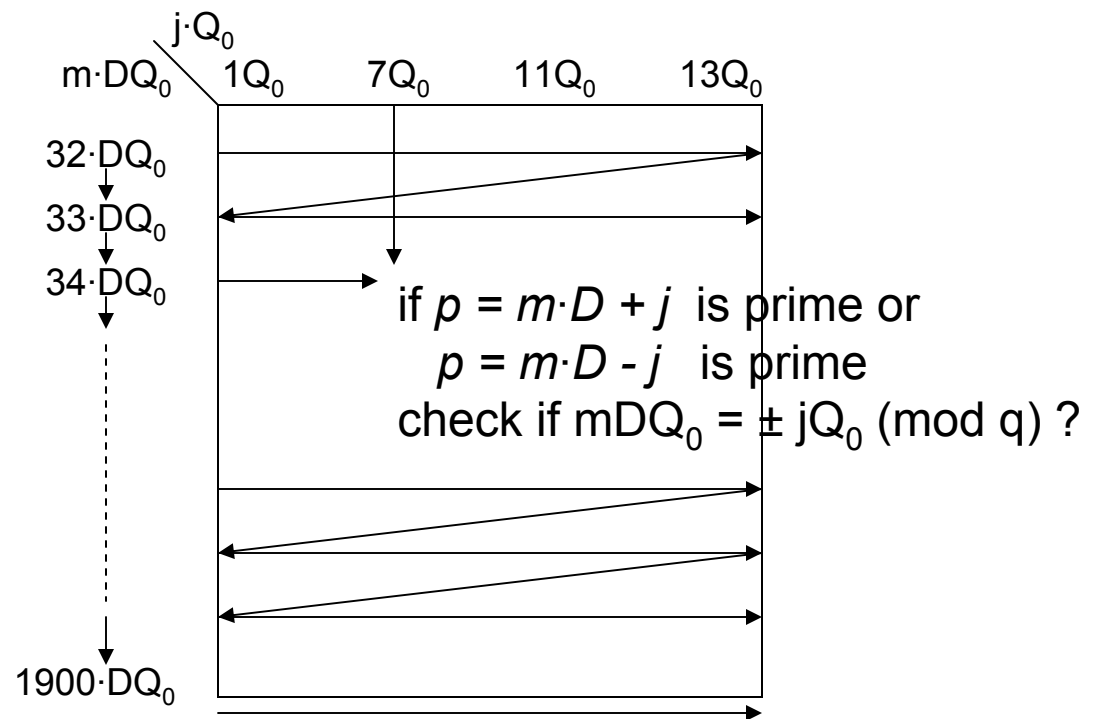 j·Q₀
m·DQ₀ 1Q₀ 7Q₀ 11Q₀ 13Q₀
32·DQ₀
33·DQ₀
34·DQ₀
if p = m·D + j is prime or
p = m·D - j is prime
check if mDQ₀ = ± jQ₀ (mod q) ?
1900·DQ₀